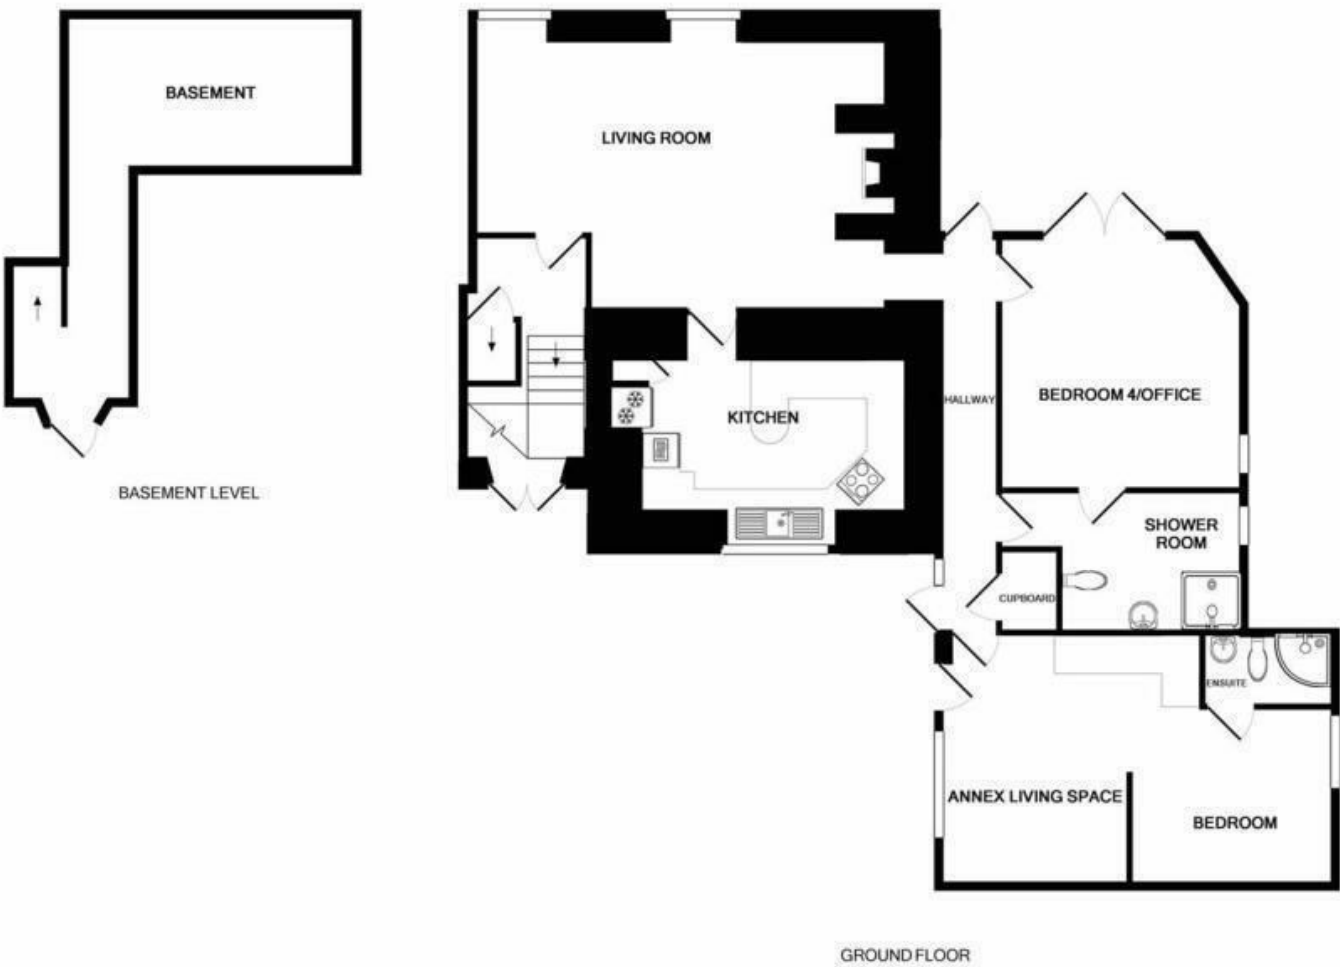 BASEMENT
BASEMENT LEVEL
LIVING ROOM
KITCHEN
HALLWAY
BEDROOM 4/OFFICE
SHOWER
ROOM
CUPBOARD
ENSUITE
ANNEX LIVING SPACE
BEDROOM
GROUND FLOOR